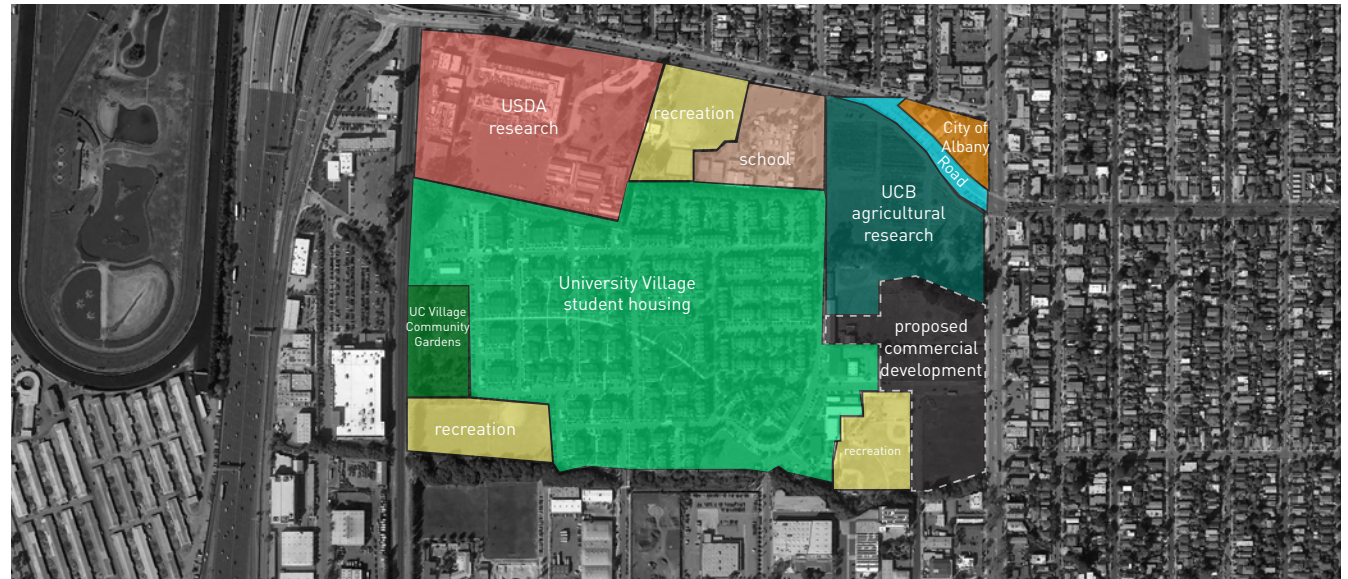 USDA
research
recreation
school
City of
Albany
Road
UCB
agricultural
research
University Village
student housing
UC Village
Community
Gardens
proposed
commercial
development
recreation
recreation